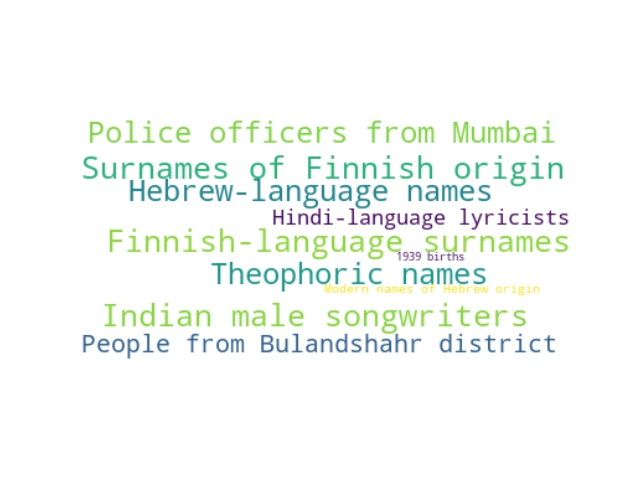 Police officers from Mumbai
Surnames of Finnish origin
Hebrew-language names
Hindi-language lyricists
Finnish-language surnames
1939 births
Theophoric names
Modern names of Hebrew origin
Indian male songwriters
People from Bulandshahr district